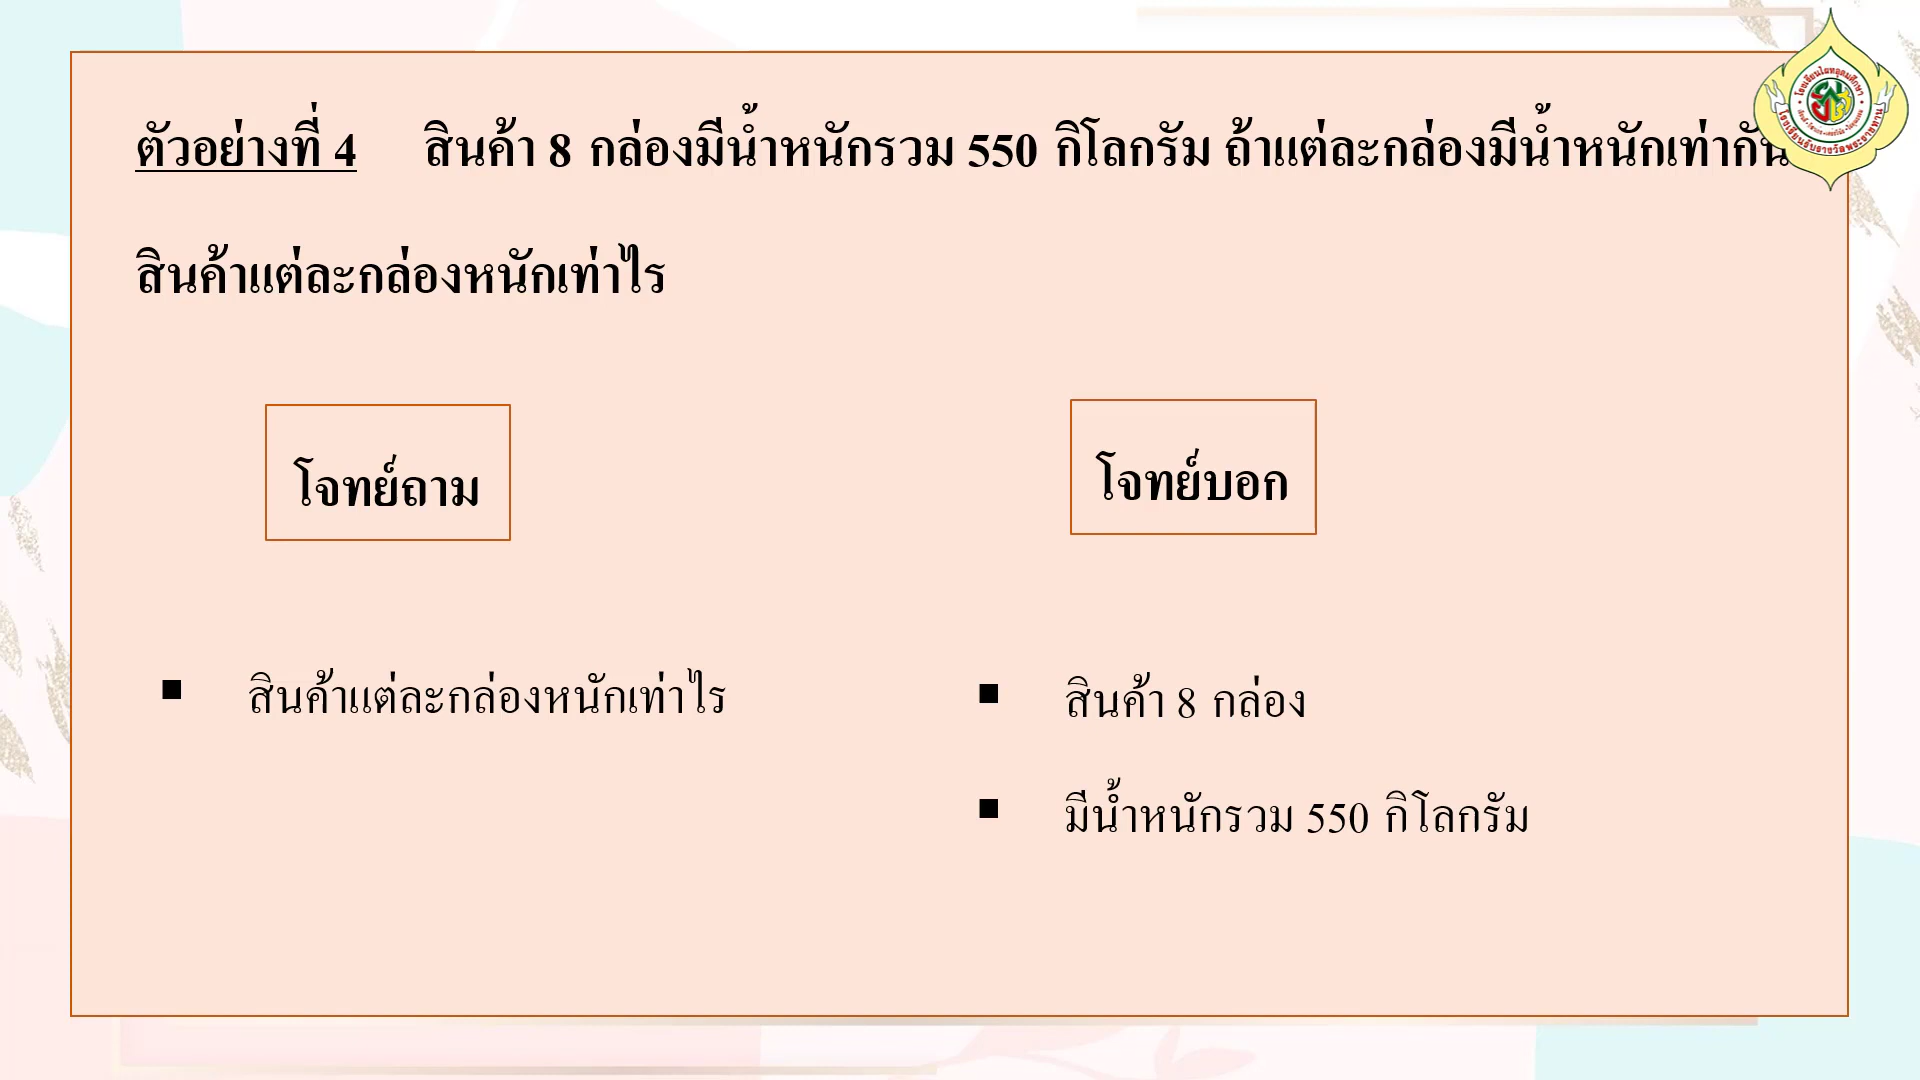 ตัวอย่างที่ 4 สินค้า 8 กล่องมีน้ำหนักรวม 550 กิโลกรัม ถ้าแต่ละกล่องมีน้ำหนักเท่ากัน
สินค้าแต่ละกล่องหนักเท่าไร
โจทย์ถาม
โจทย์บอก
▪ สินค้าแต่ละกล่องหนักเท่าไร
▪ สินค้า 8 กล่อง
▪ มีน้ำหนักรวม 550 กิโลกรัม